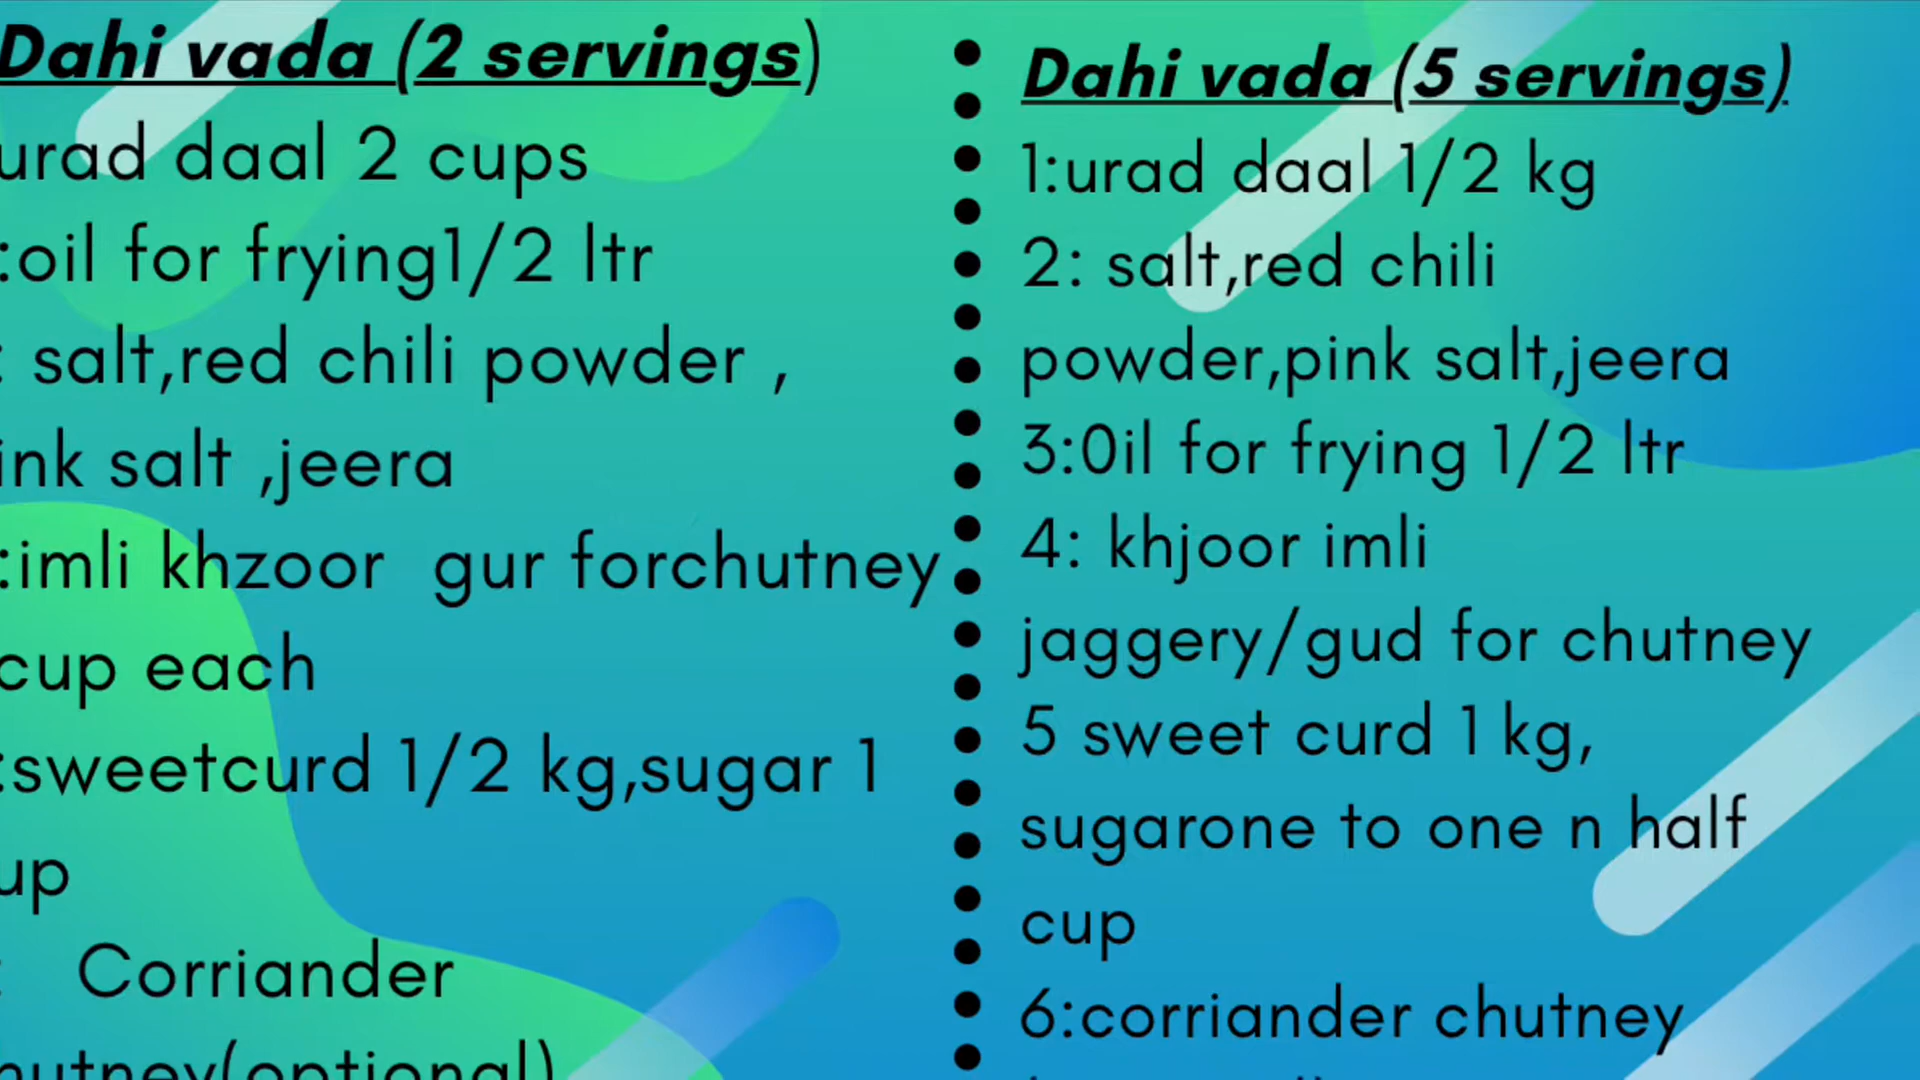 Dahi vada (2 servings)
urad daal 2 cups
:oil for frying1/2 ltr
: salt,red chili powder ,
ink salt ,jeera
:imli khzoor gur forchutney
cup each
:sweetcurd 1/2 kg,sugar 1
up
: Corriander
hutney(optional)
Dahi vada (5 servings)
1:urad daal 1/2 kg
2: salt,red chili
powder,pink salt,jeera
3:0il for frying 1/2 ltr
4: khjoor imli
jaggery/gud for chutney
5 sweet curd 1 kg,
sugarone to one n half
cup
6:corriander chutney